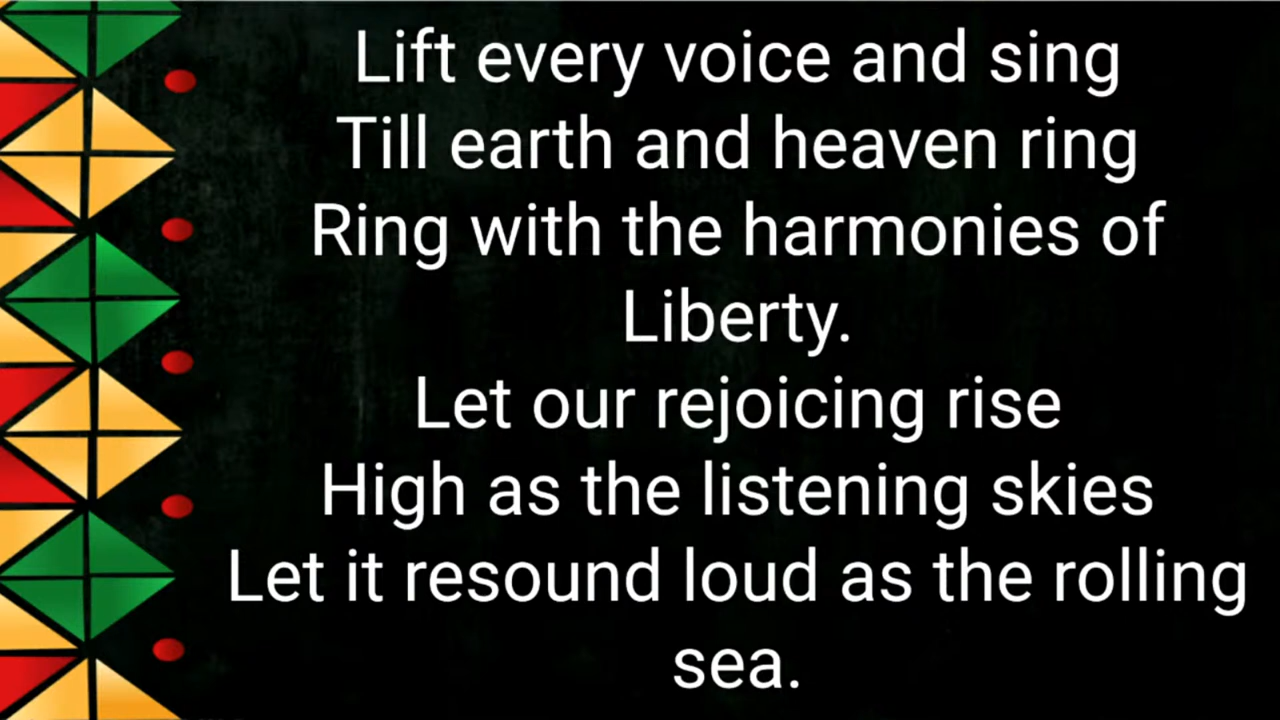 Lift every voice and sing
Till earth and heaven ring
Ring with the harmonies of
Liberty.
Let our rejoicing rise
High as the listening skies
Let it resound loud as the rolling
sea.